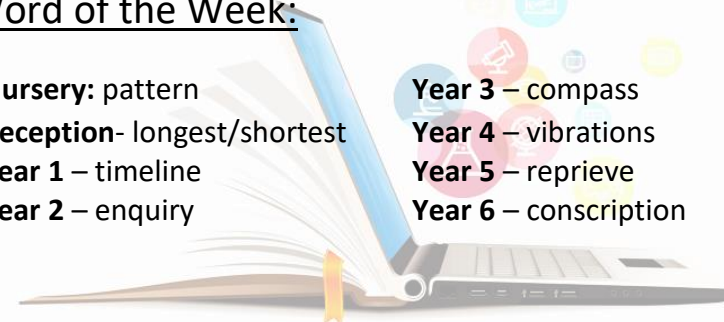 Word of the Week:
ursery: pattern
eception- longest/shortest
ear 1 – timeline
ear 2 – enquiry
Year 3 – compass
Year 4 – vibrations
Year 5 – reprieve
Year 6 – conscription